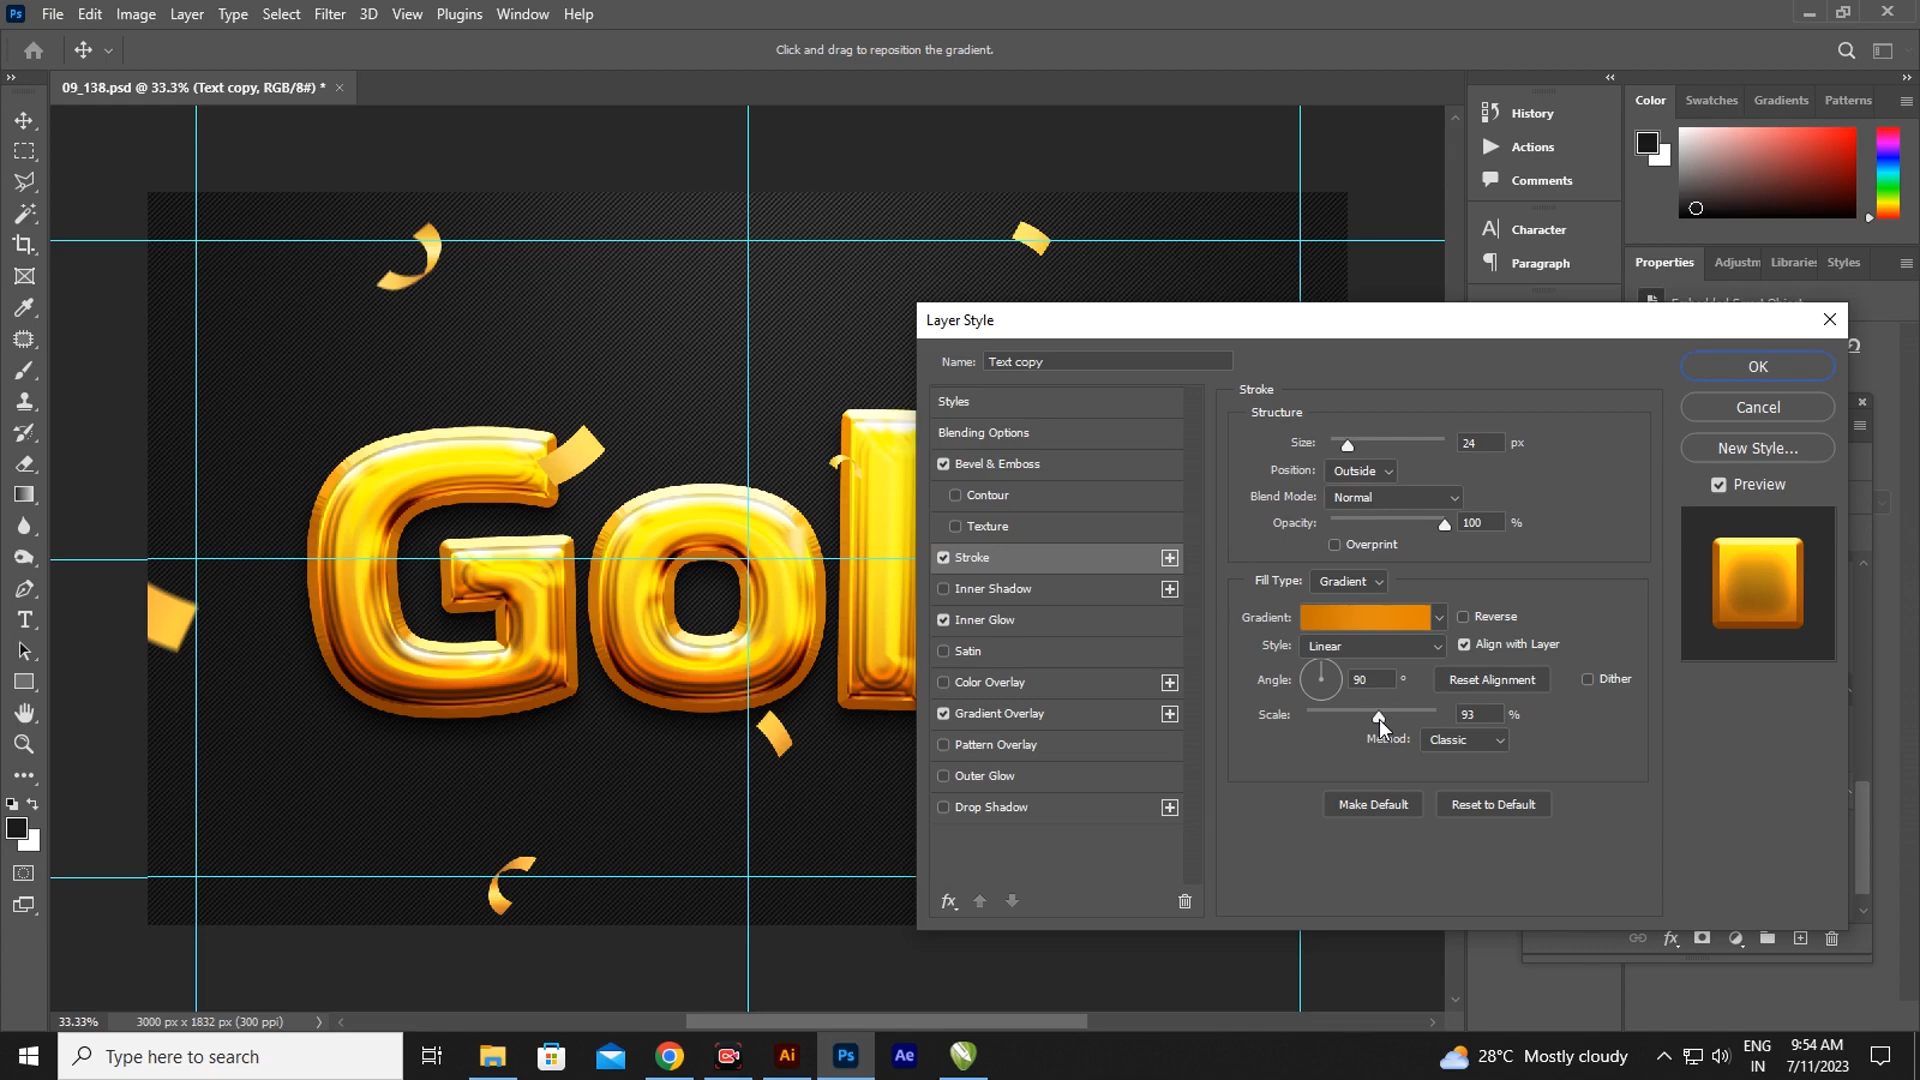 Ps File Edit Image Layer Type Select Filter 3D View Plugins Window Help
Click and drag to reposition the gradient.
09_138.psd @ 33.3% (Text copy, RGB/8#) * ×
History
Actions
Comments
Character
Paragraph
Color Swatches Gradients Patterns
Properties Adjustm Libraries Styles
Gol
Layer Style
Name: Text copy
Styles
Blending Options
Bevel & Emboss
Contour
Texture
Stroke
Inner Shadow
Inner Glow
Satin
Color Overlay
Gradient Overlay
Pattern Overlay
Outer Glow
Drop Shadow
fx
Stroke
Structure
Size: 24 px
Position: Outside
Blend Mode: Normal
Opacity: 100 %
Overprint
Fill Type: Gradient
Gradient: Reverse
Style: Linear Align with Layer
Angle: 90 ° Reset Alignment Dither
Scale: 93 %
Classic
Make Default Reset to Default
OK
Cancel
New Style...
Preview
fx
33.33% 3000 px x 1832 px (300 ppi)
Type here to search
Ai Ps Ae
28°C Mostly cloudy
ENG
IN
9:54 AM
7/11/2023